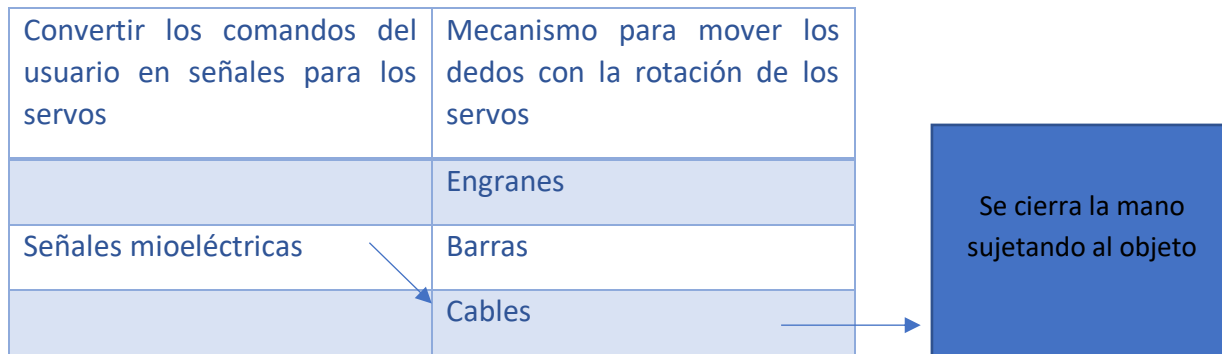 Convertir los comandos del
usuario en señales para los
servos
Mecanismo para mover los
dedos con la rotación de los
servos
Engranes
Señales mioeléctricas
Barras
Cables
Se cierra la mano
sujetando al objeto